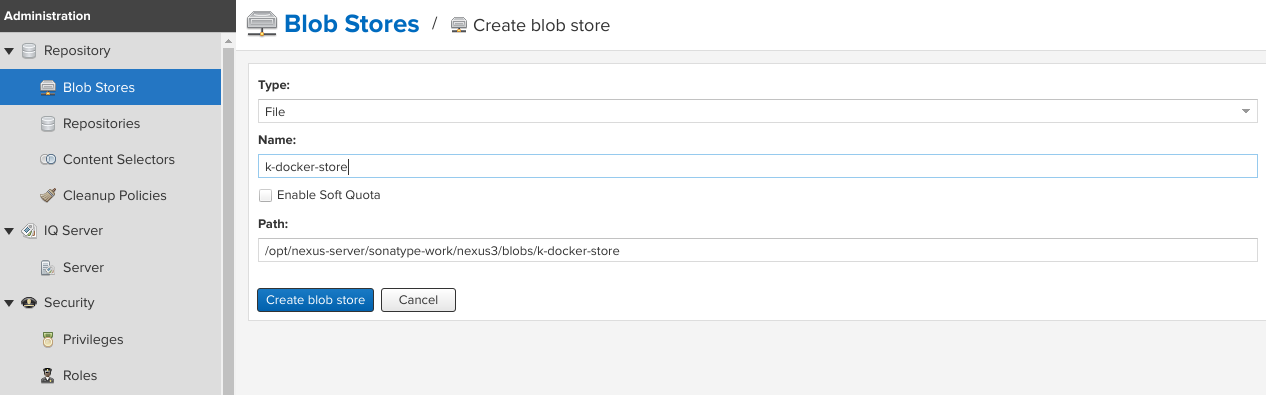 Administration
Repository
Blob Stores
Repositories
Content Selectors
Cleanup Policies
IQ Server
Server
Security
Privileges
Roles
Blob Stores / Create blob store
Type:
File
Name:
k-docker-store
Enable Soft Quota
Path:
/opt/nexus-server/sonatype-work/nexus3/blobs/k-docker-store
Create blob store Cancel